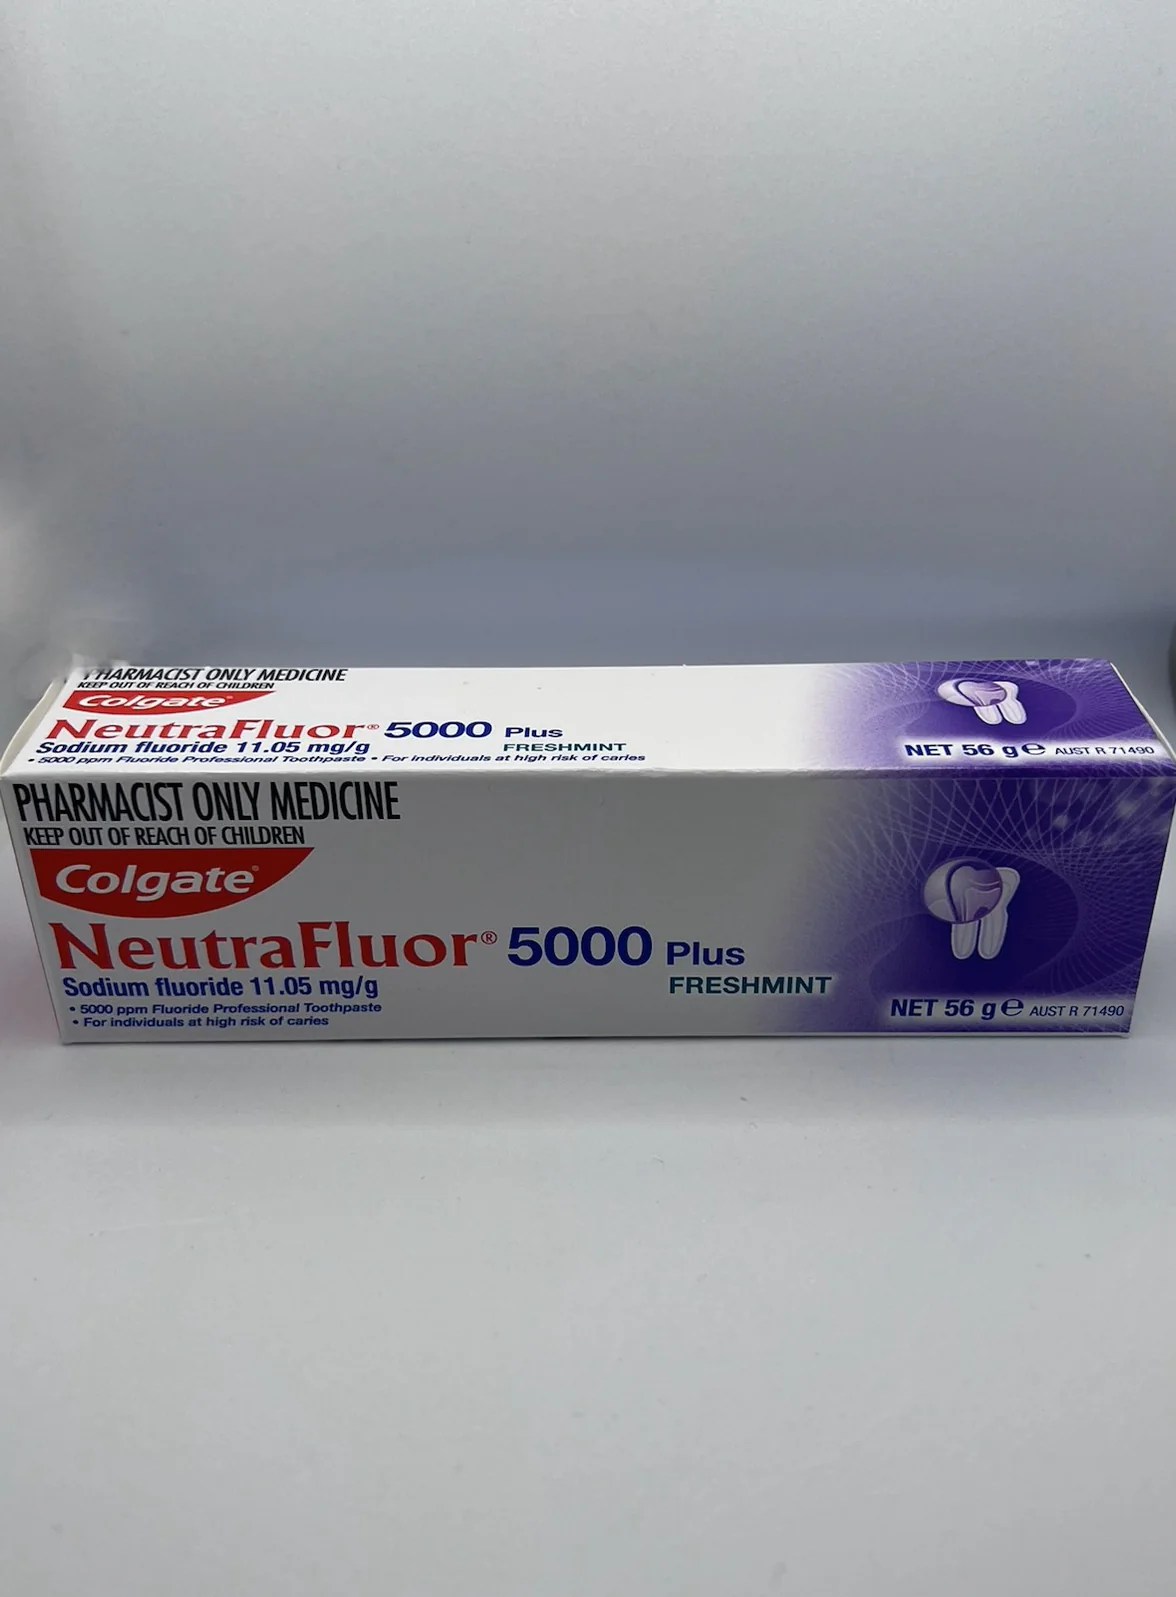 PHARMACIST ONLY MEDICINE
KEEP OUT OF REACH OF CHILDREN
Colgate®
NeutraFluor® 5000 Plus
Sodium fluoride 11.05 mg/g FRESHMINT
• 5000 ppm Fluoride Professional Toothpaste • For individuals at high risk of caries
NET 56 g℮ AUST R 71490
PHARMACIST ONLY MEDICINE
KEEP OUT OF REACH OF CHILDREN
Colgate®
NeutraFluor® 5000 Plus
FRESHMINT
Sodium fluoride 11.05 mg/g
• 5000 ppm Fluoride Professional Toothpaste
• For individuals at high risk of caries
NET 56 g℮ AUST R 71490